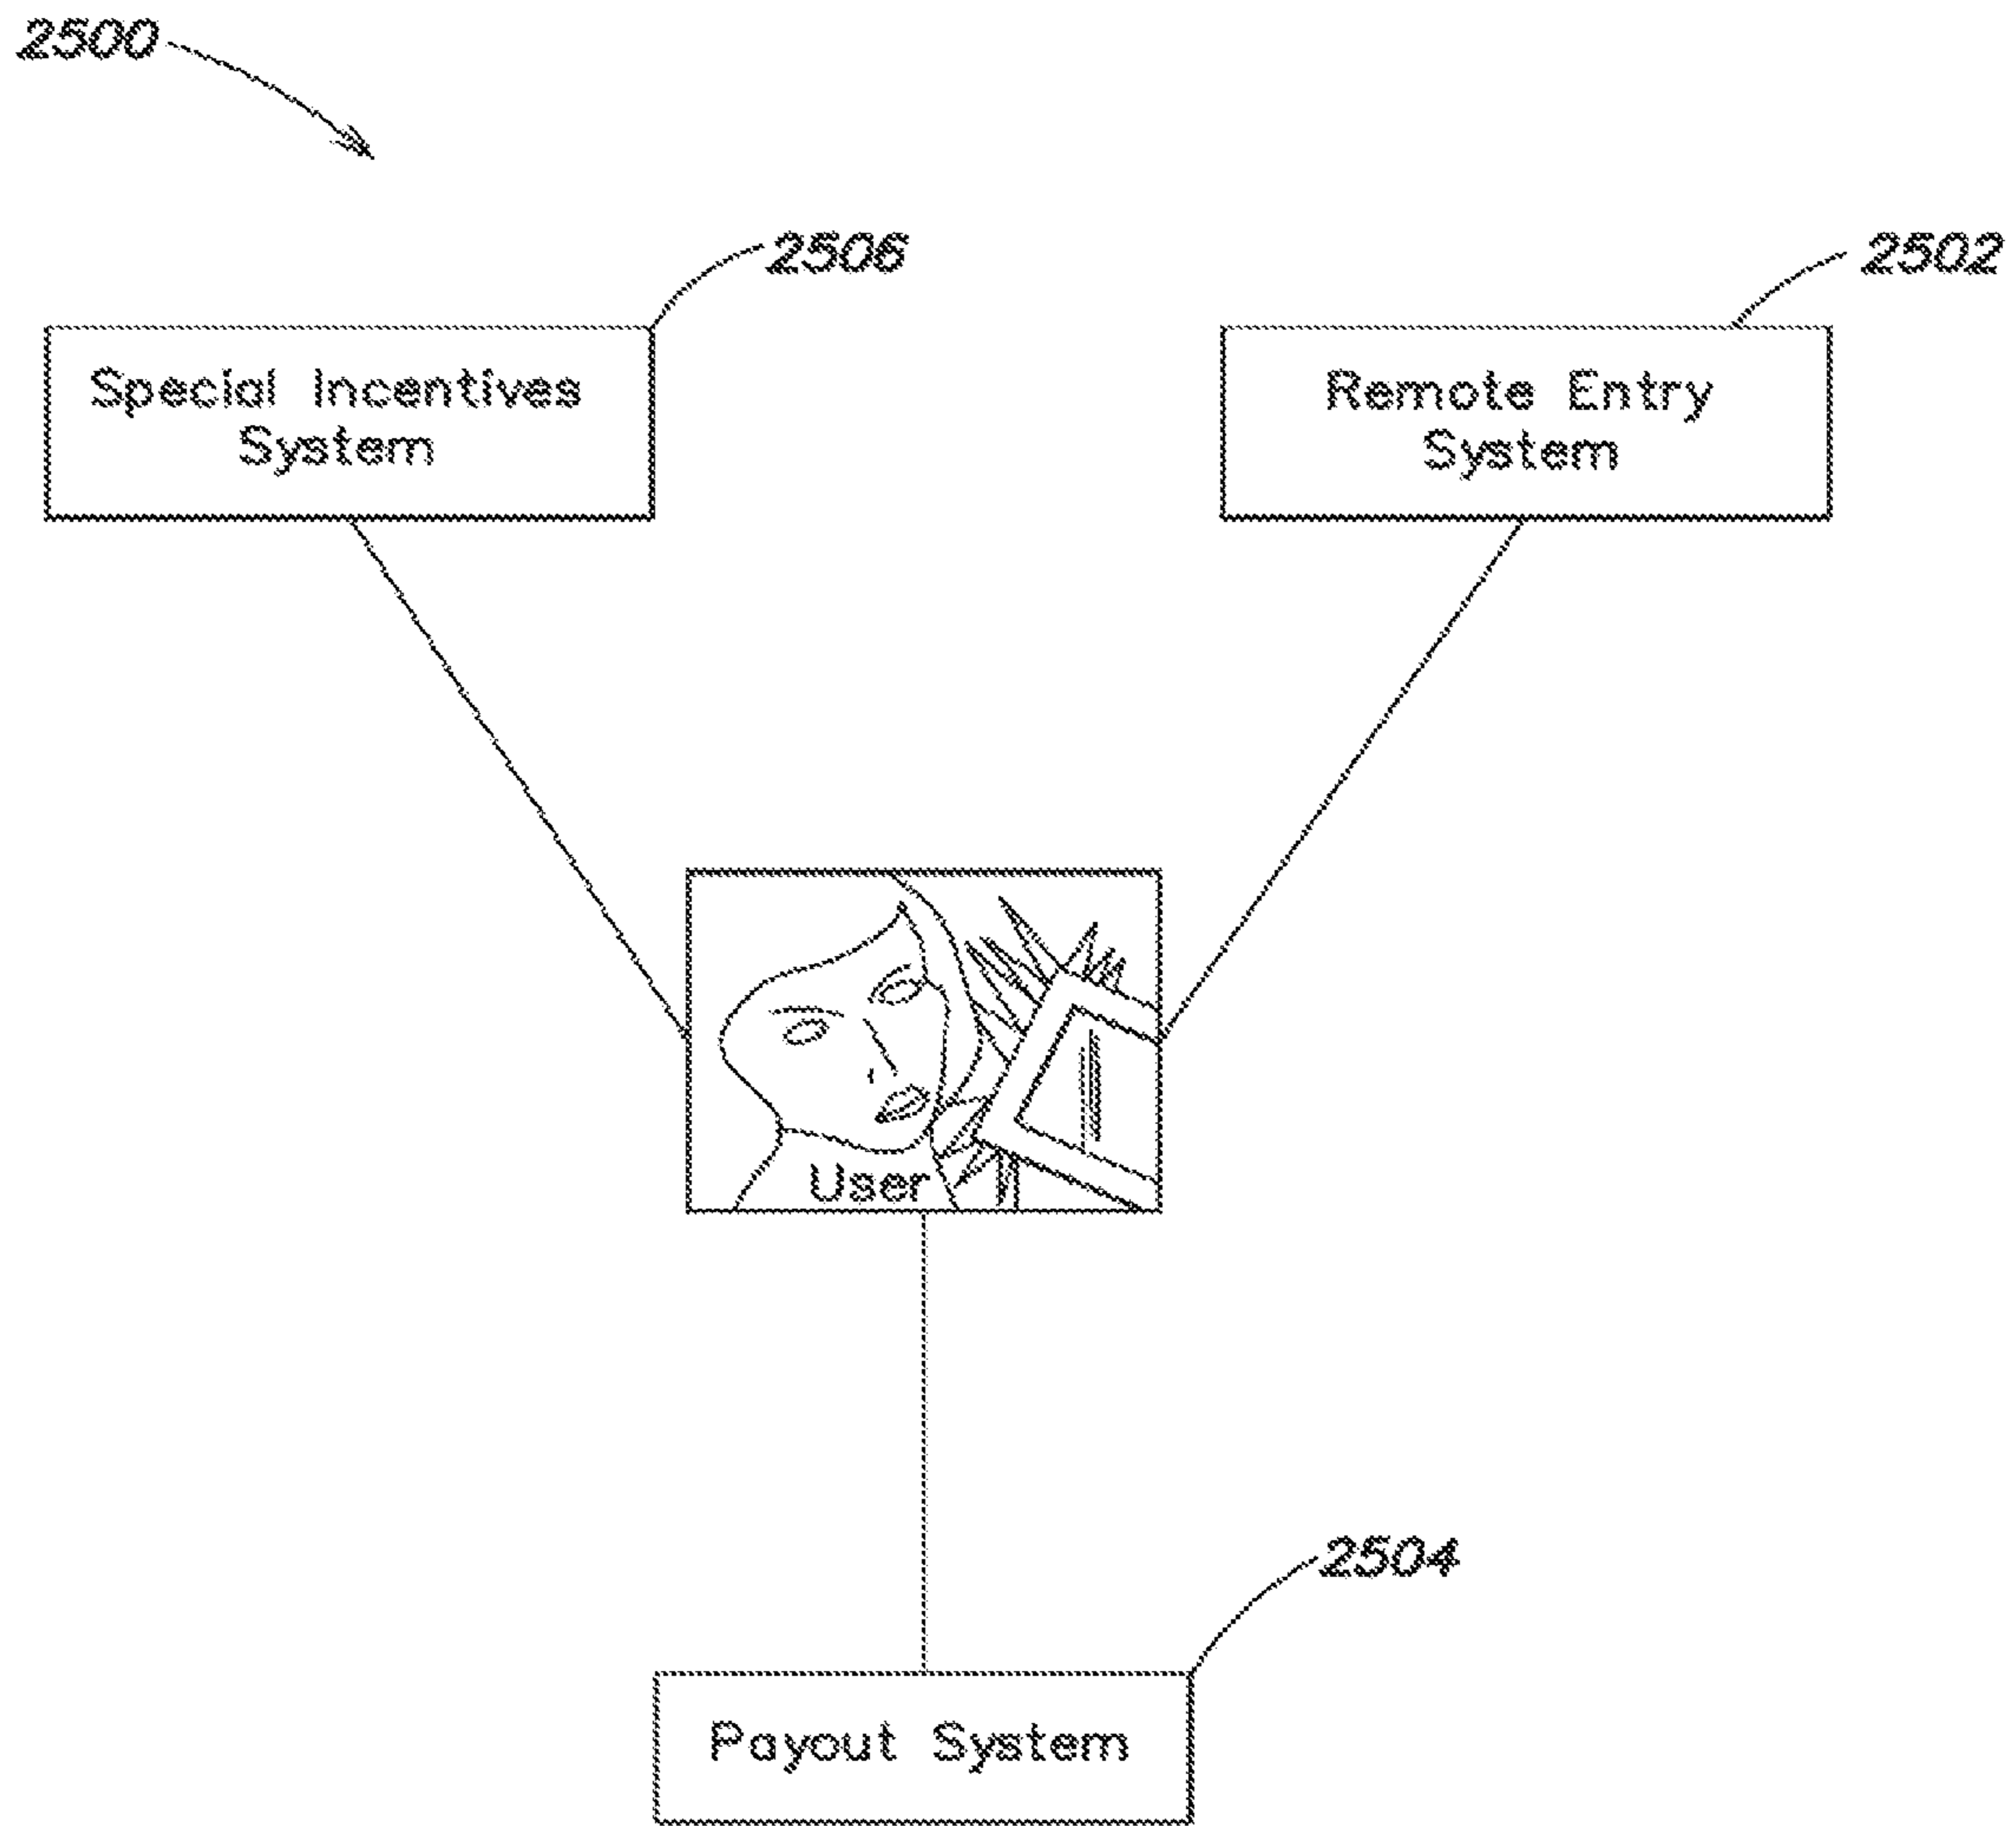 2500
2506
2502
Special Incentives
System
Remote Entry
System
User
2504
Payout System